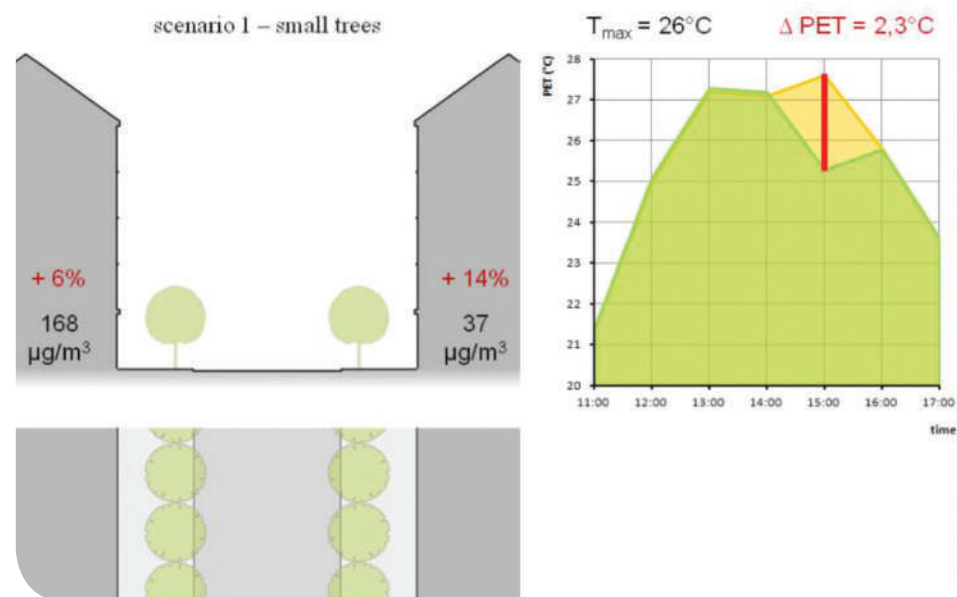 scenario 1 – small trees
+ 6%
168
µg/m³
+ 14%
37
µg/m³
Tmax = 26°C
Δ PET = 2,3°C
PET (°C)
28
27
26
25
24
23
22
21
20
11:00 12:00 13:00 14:00 15:00 16:00 17:00
time